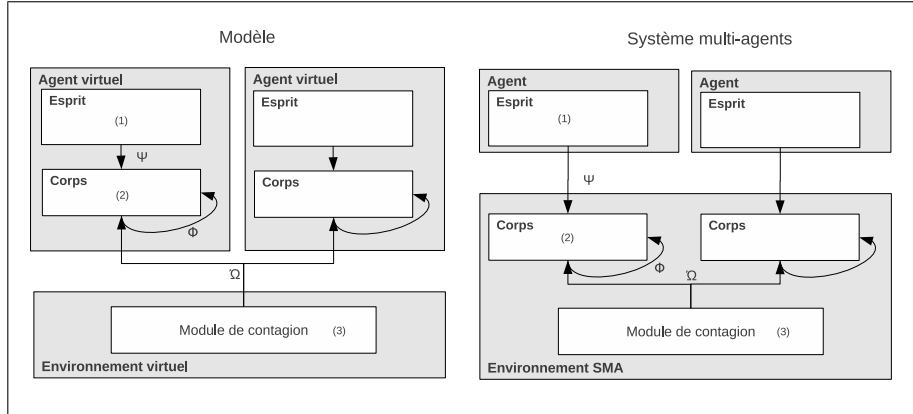 Modèle
Agent virtuel
Esprit
(1)
Ψ
Corps
(2)
Φ
Agent virtuel
Esprit
Corps
Ώ
Module de contagion (3)
Environnement virtuel
Système multi-agents
Agent
Esprit
(1)
Agent
Esprit
Ψ
Corps
(2)
Φ
Corps
Ώ
Module de contagion (3)
Environnement SMA